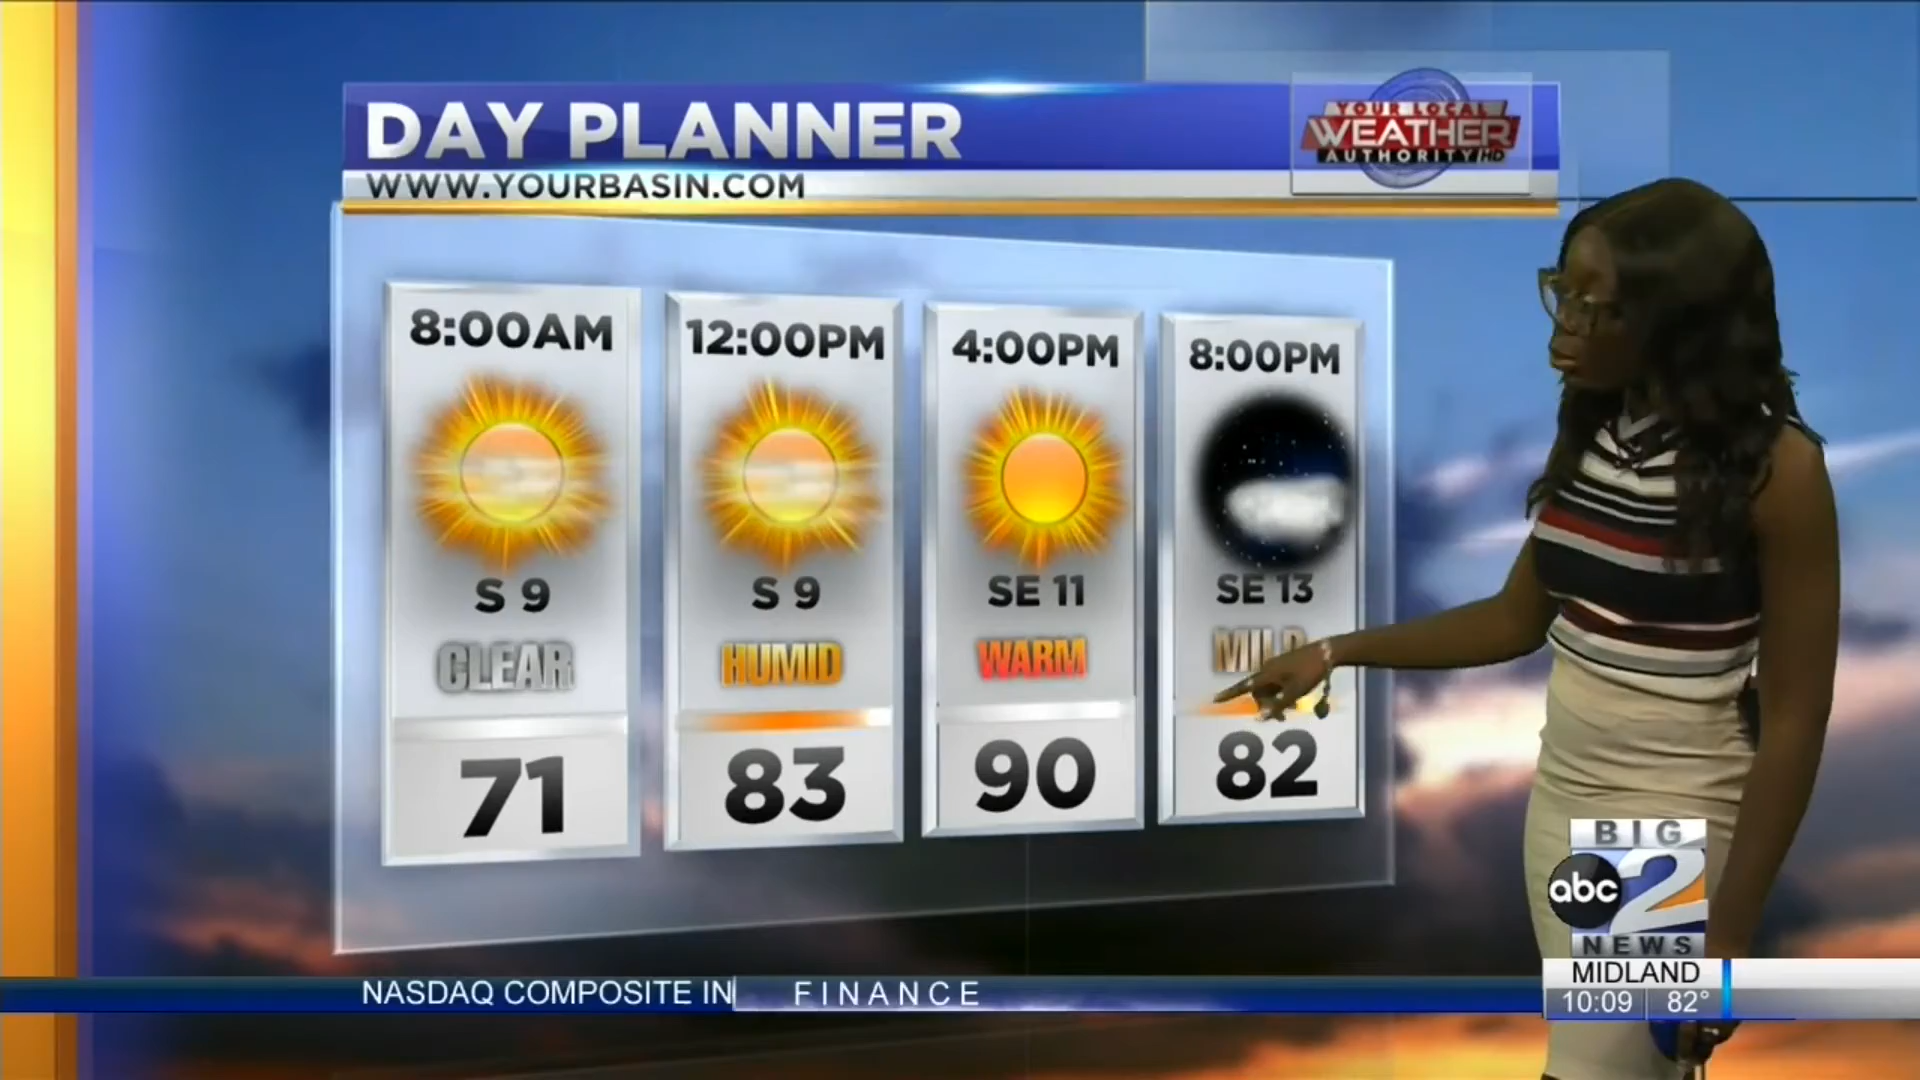 DAY PLANNER
WWW.YOURBASIN.COM
YOUR LOCAL
WEATHER
AUTHORITY HD
8:00AM
S 9
CLEAR
71
12:00PM
S 9
HUMID
83
4:00PM
SE 11
WARM
90
8:00PM
SE 13
MILD
82
BIG
abc 2
NEWS
MIDLAND
10:09 82°
NASDAQ COMPOSITE IN
FINANCE